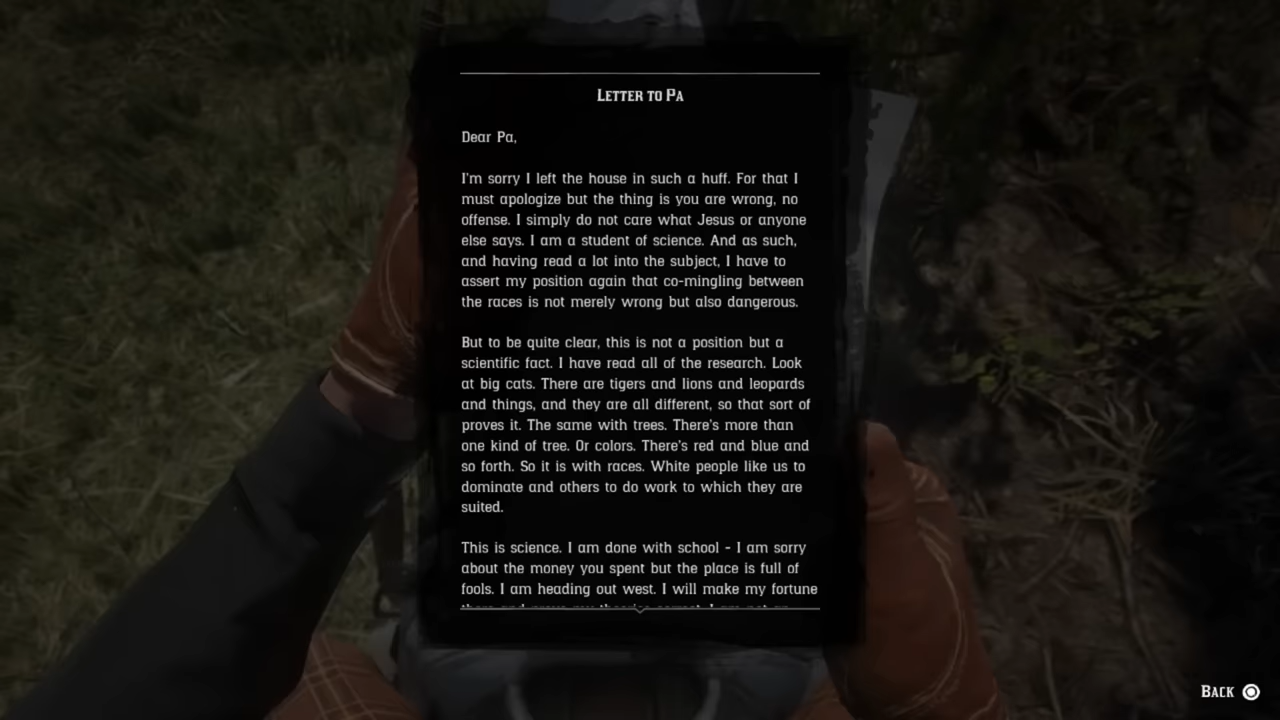 Letter to Pa
Dear Pa,
I'm sorry I left the house in such a huff. For that I
must apologize but the thing is you are wrong, no
offense. I simply do not care what Jesus or anyone
else says. I am a student of science. And as such,
and having read a lot into the subject, I have to
assert my position again that co-mingling between
the races is not merely wrong but also dangerous.
But to be quite clear, this is not a position but a
scientific fact. I have read all of the research. Look
at big cats. There are tigers and lions and leopards
and things, and they are all different, so that sort of
proves it. The same with trees. There's more than
one kind of tree. Or colors. There's red and blue and
so forth. So it is with races. White people like us to
dominate and others to do work to which they are
suited.
This is science. I am done with school - I am sorry
about the money you spent but the place is full of
fools. I am heading out west. I will make my fortune
Back